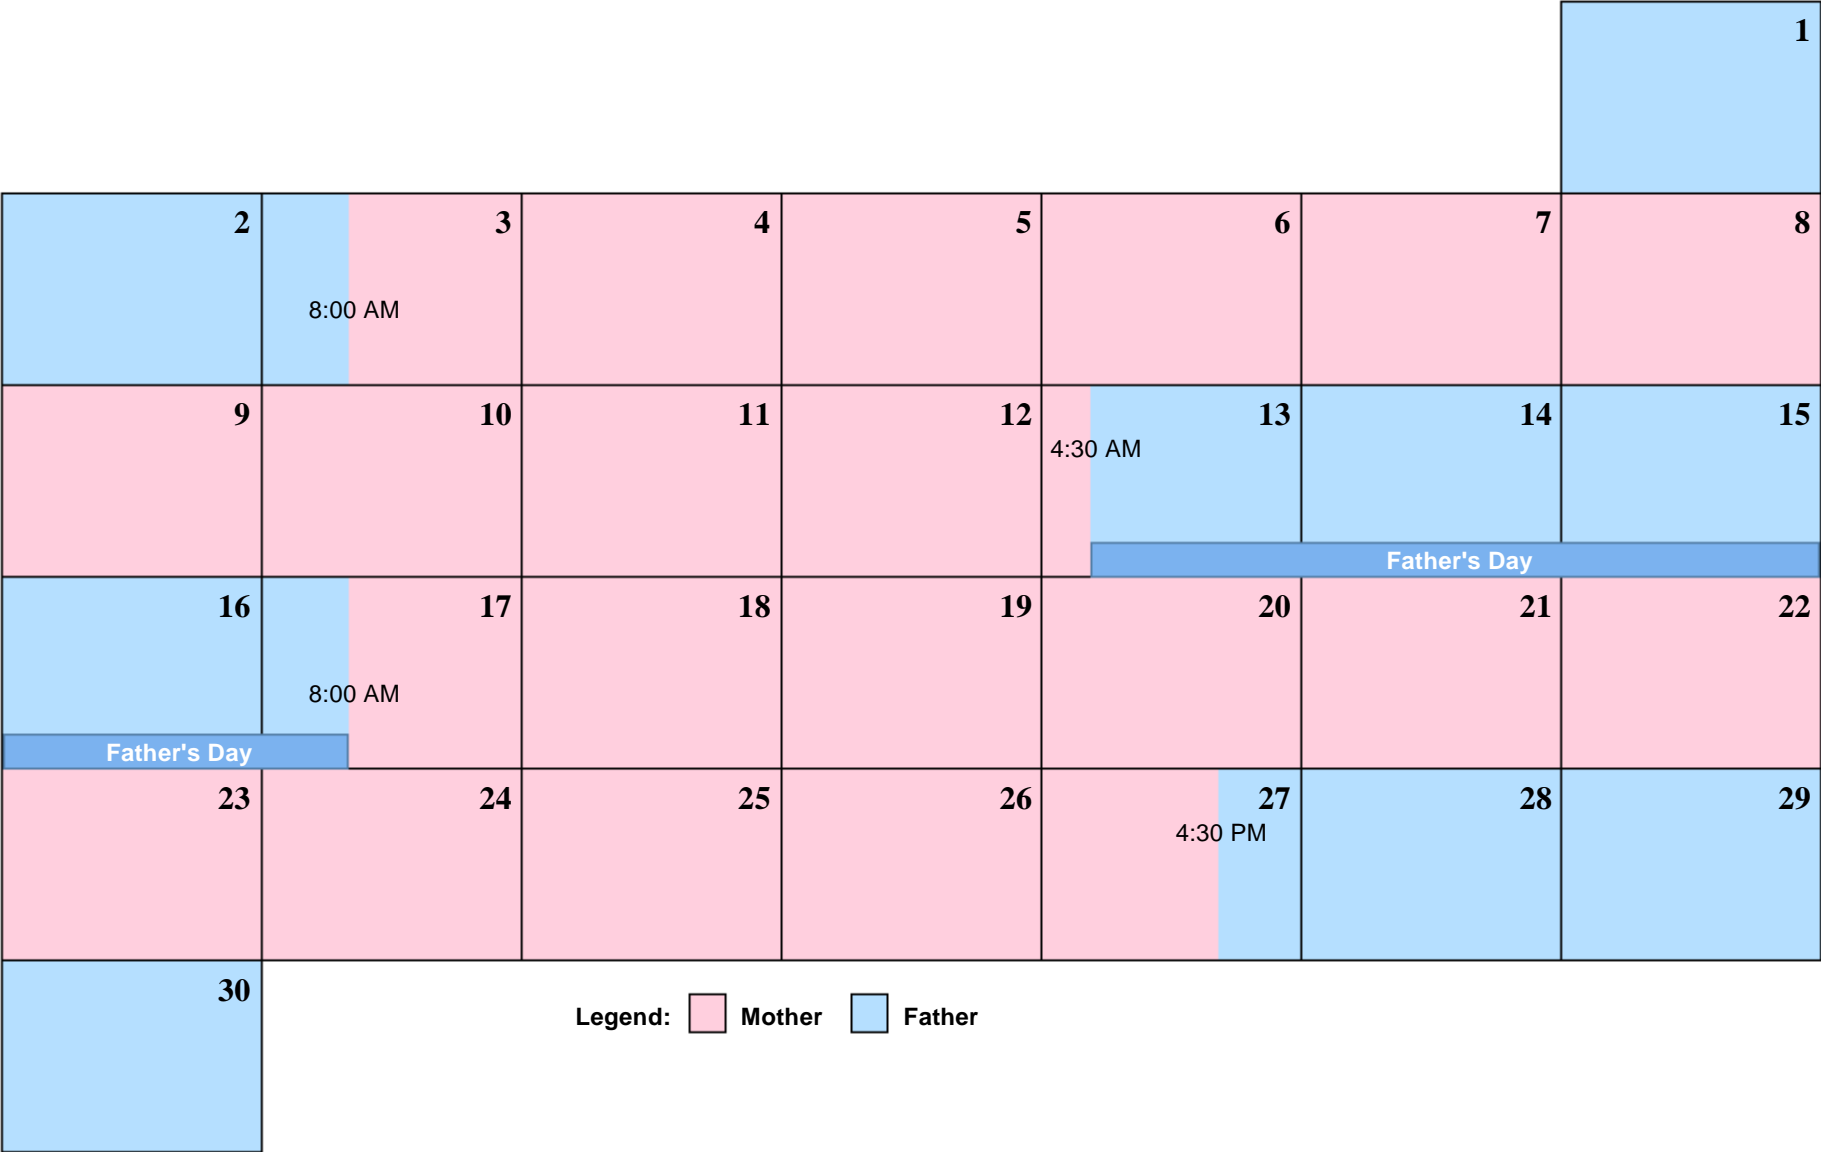 1
2 3 4 5 6 7 8
8:00 AM
9 10 11 12 13 14 15
4:30 AM
Father's Day
16 17 18 19 20 21 22
8:00 AM
Father's Day
23 24 25 26 27 28 29
4:30 PM
30
Legend: Mother Father